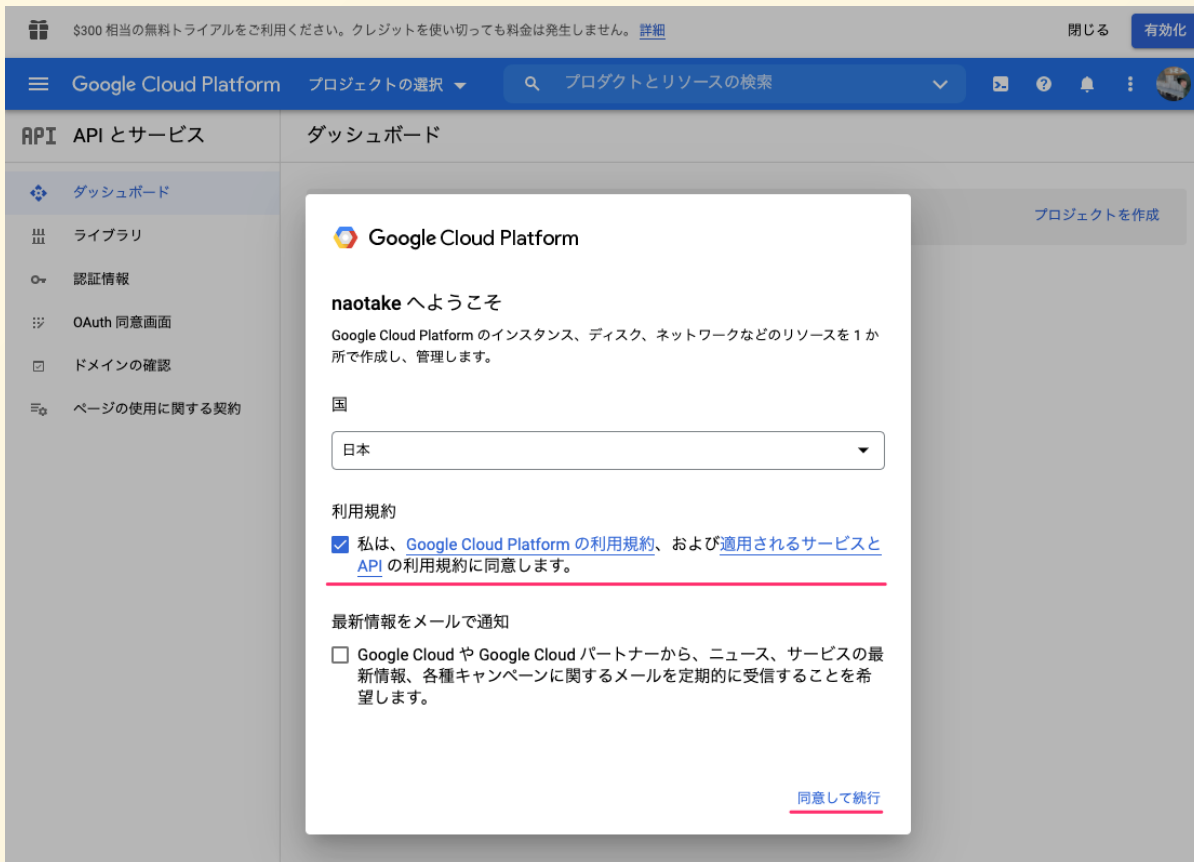 $300 相当の無料トライアルをご利用ください。クレジットを使い切っても料金は発生しません。 詳細
閉じる
有効化
Google Cloud Platform
プロジェクトの選択
プロダクトとリソースの検索
API APIとサービス
ダッシュボード
ダッシュボード
ライブラリ
認証情報
OAuth 同意画面
ドメインの確認
ページの使用に関する契約
プロジェクトを作成
Google Cloud Platform
naotake へようこそ
Google Cloud Platform のインスタンス、ディスク、ネットワークなどのリソースを 1 か
所で作成し、管理します。
国
日本
利用規約
私は、Google Cloud Platform の利用規約、および適用されるサービスと
API の利用規約に同意します。
最新情報をメールで通知
Google Cloud や Google Cloud パートナーから、ニュース、サービスの最
新情報、各種キャンペーンに関するメールを定期的に受信することを希
望します。
同意して続行